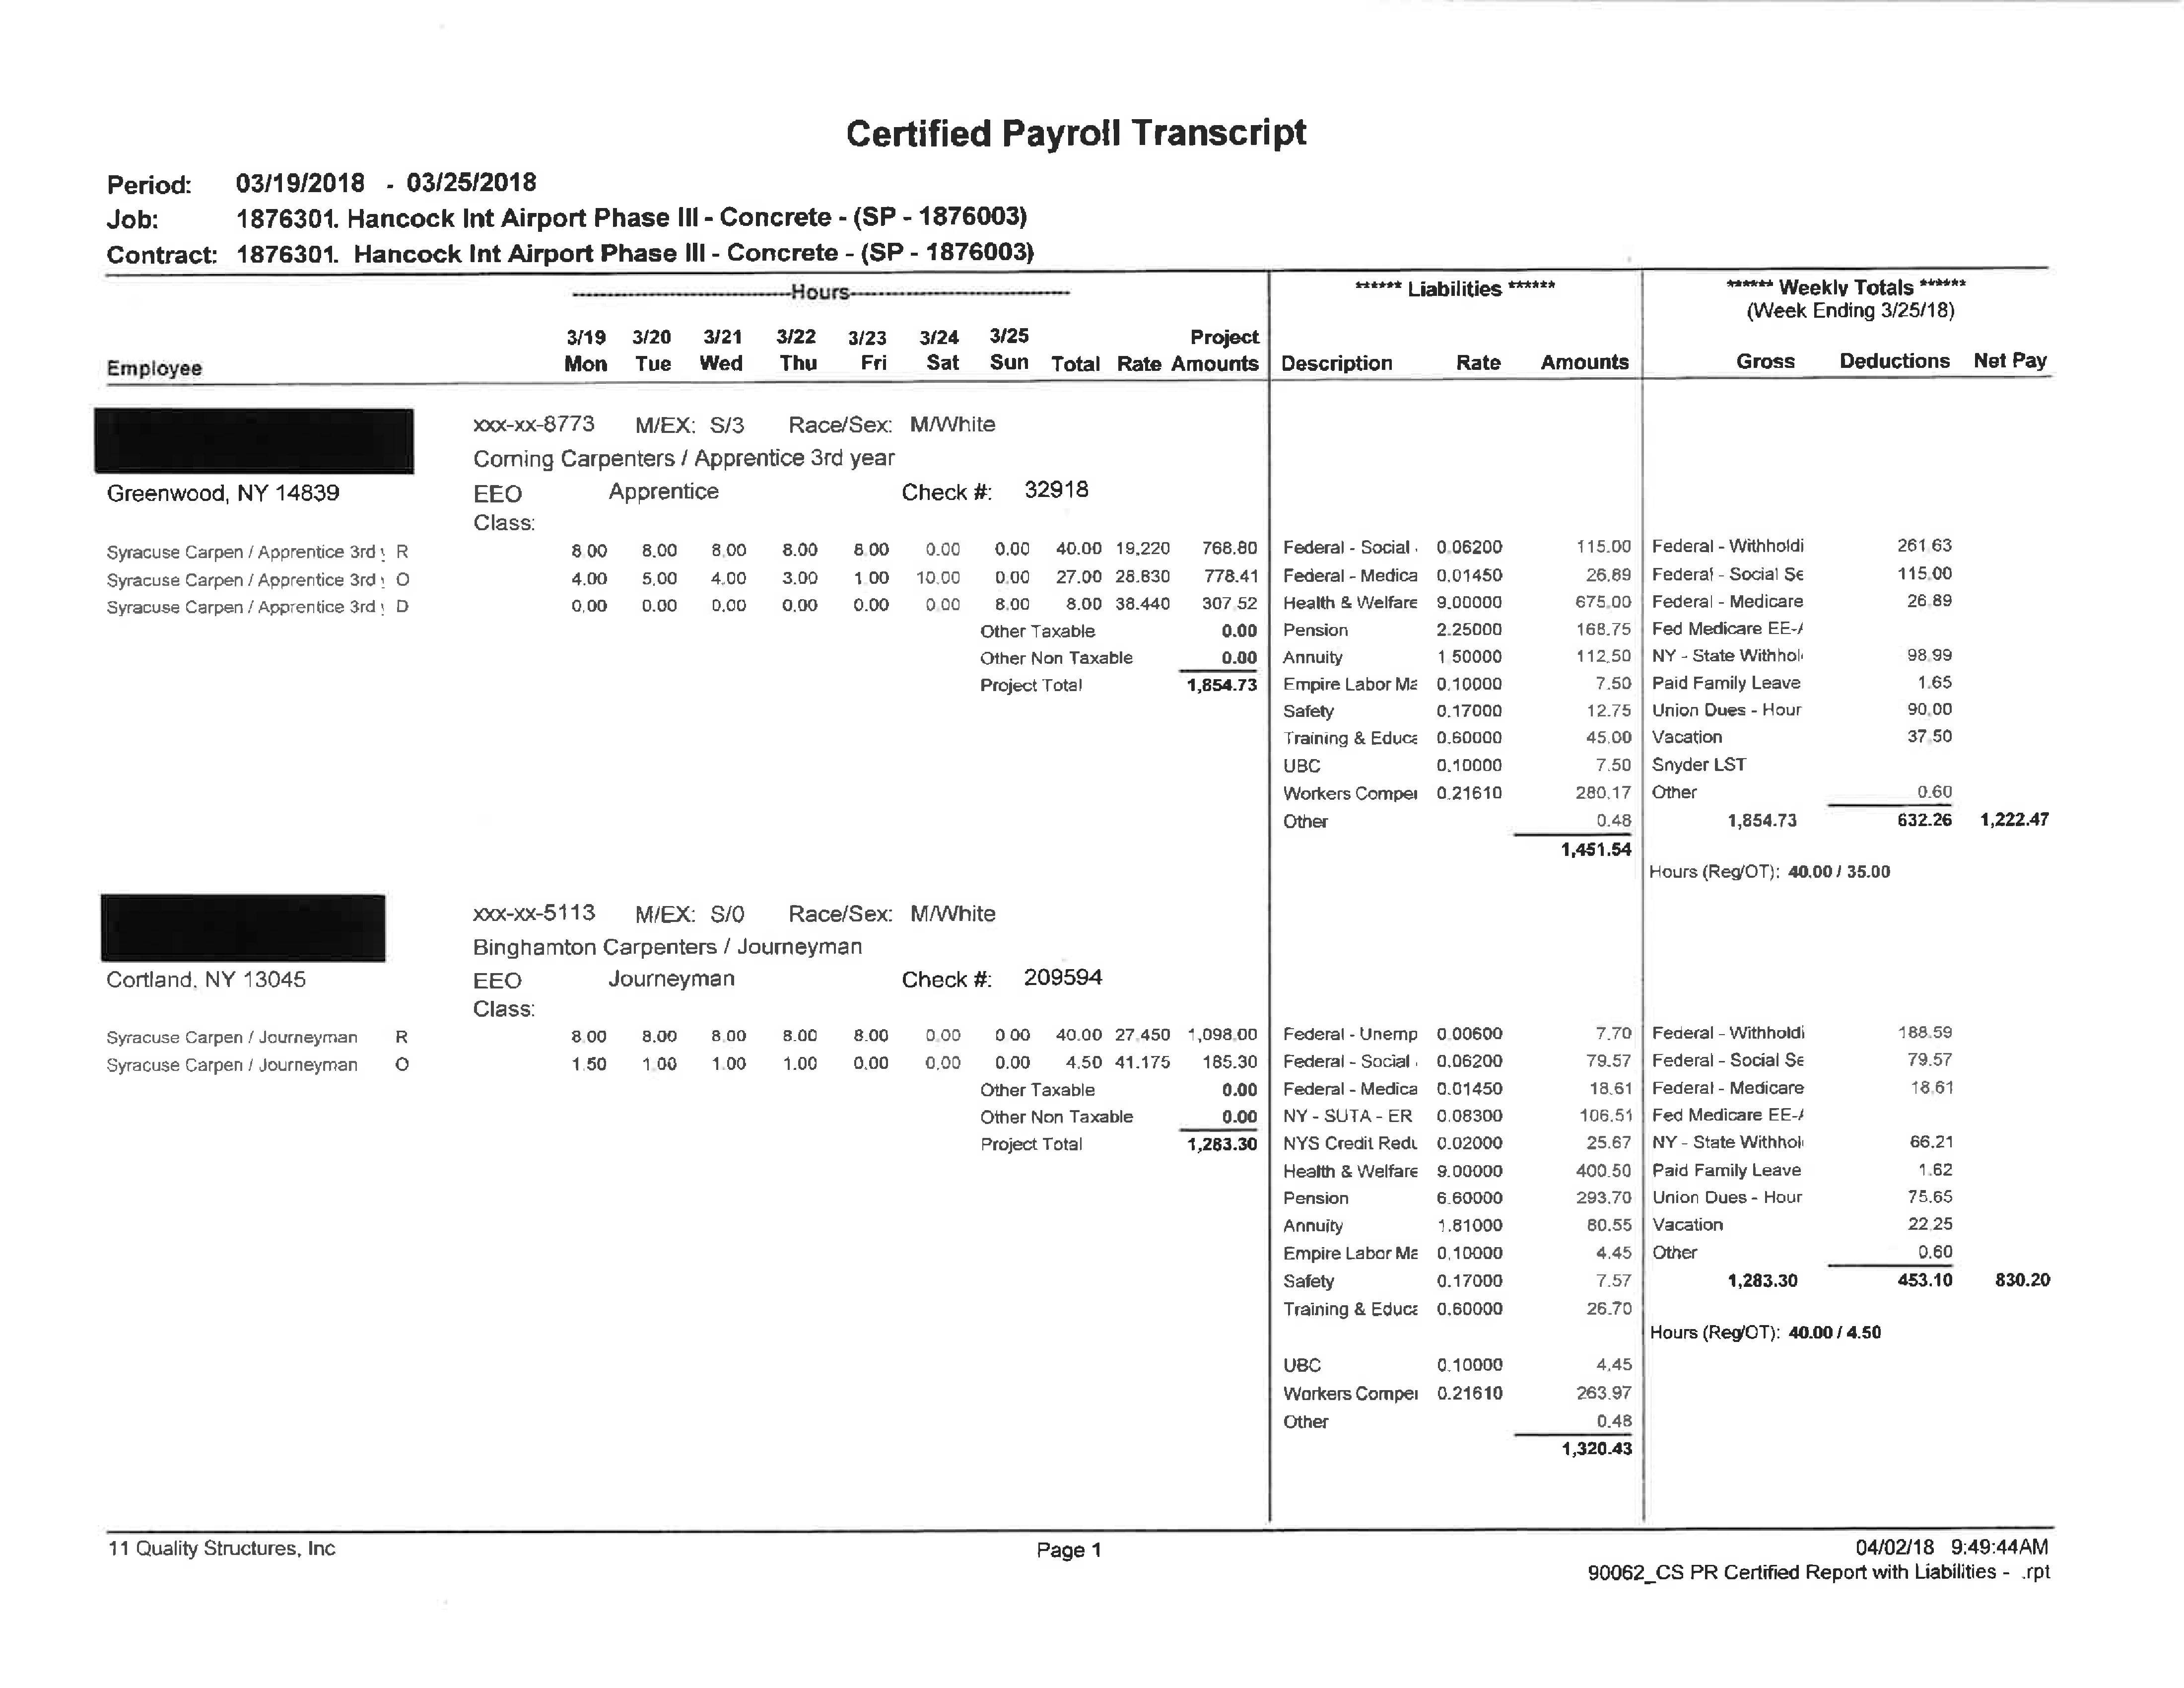 Certified Payroll Transcript
Period: 03/19/2018 - 03/25/2018
Job: 1876301. Hancock Int Airport Phase III - Concrete - (SP - 1876003)
Contract: 1876301. Hancock Int Airport Phase III - Concrete - (SP - 1876003)
----Hours---- ****** Liabilities ****** ****** Weekly Totals ******
(Week Ending 3/25/18)
3/19 3/20 3/21 3/22 3/23 3/24 3/25 Project
Employee Mon Tue Wed Thu Fri Sat Sun Total Rate Amounts Description Rate Amounts Gross Deductions Net Pay
xxx-xx-8773 M/EX: S/3 Race/Sex: M/White
Corning Carpenters / Apprentice 3rd year
Greenwood, NY 14839 EEO Apprentice Check #: 32918
Class:
Syracuse Carpen / Apprentice 3rd y R 8.00 8.00 8.00 8.00 8.00 0.00 0.00 40.00 19.220 768.80 Federal - Social 0.06200 115.00 Federal - Withholdi 261.63
Syracuse Carpen / Apprentice 3rd y O 4.00 5.00 4.00 3.00 1.00 10.00 0.00 27.00 28.830 778.41 Federal - Medica 0.01450 26.89 Federal - Social Se 115.00
Syracuse Carpen / Apprentice 3rd y D 0.00 0.00 0.00 0.00 0.00 0.00 8.00 8.00 38.440 307.52 Health & Welfare 9.00000 675.00 Federal - Medicare 26.89
Other Taxable 0.00 Pension 2.25000 168.75 Fed Medicare EE-A
Other Non Taxable 0.00 Annuity 1.50000 112.50 NY - State Withhol 98.99
Project Total 1,854.73 Empire Labor Ma 0.10000 7.50 Paid Family Leave 1.65
Safety 0.17000 12.75 Union Dues - Hour 90.00
Training & Educa 0.60000 45.00 Vacation 37.50
UBC 0.10000 7.50 Snyder LST
Workers Compe 0.21610 280.17 Other 0.60
Other 0.48 1,854.73 632.26 1,222.47
1,451.54
Hours (Reg/OT): 40.00 / 35.00
xxx-xx-5113 M/EX: S/0 Race/Sex: M/White
Binghamton Carpenters / Journeyman
Cortland, NY 13045 EEO Journeyman Check #: 209594
Class:
Syracuse Carpen / Journeyman R 8.00 8.00 8.00 8.00 8.00 0.00 0.00 40.00 27.450 1,098.00 Federal - Unemp 0.00600 7.70 Federal - Withholdi 188.59
Syracuse Carpen / Journeyman O 1.50 1.00 1.00 1.00 0.00 0.00 0.00 4.50 41.175 185.30 Federal - Social 0.06200 79.57 Federal - Social Se 79.57
Other Taxable 0.00 Federal - Medica 0.01450 18.61 Federal - Medicare 18.61
Other Non Taxable 0.00 NY - SUTA - ER 0.08300 106.51 Fed Medicare EE-A
Project Total 1,283.30 NYS Credit Redu 0.02000 25.67 NY - State Withhol 66.21
Health & Welfare 9.00000 400.50 Paid Family Leave 1.62
Pension 6.60000 293.70 Union Dues - Hour 75.65
Annuity 1.81000 80.55 Vacation 22.25
Empire Labor Ma 0.10000 4.45 Other 0.60
Safety 0.17000 7.57 1,283.30 453.10 830.20
Training & Educa 0.60000 26.70
Hours (Reg/OT): 40.00 / 4.50
UBC 0.10000 4.45
Workers Compe 0.21610 263.97
Other 0.48
1,320.43
11 Quality Structures, Inc Page 1 04/02/18 9:49:44AM
90062_CS PR Certified Report with Liabilities - .rpt